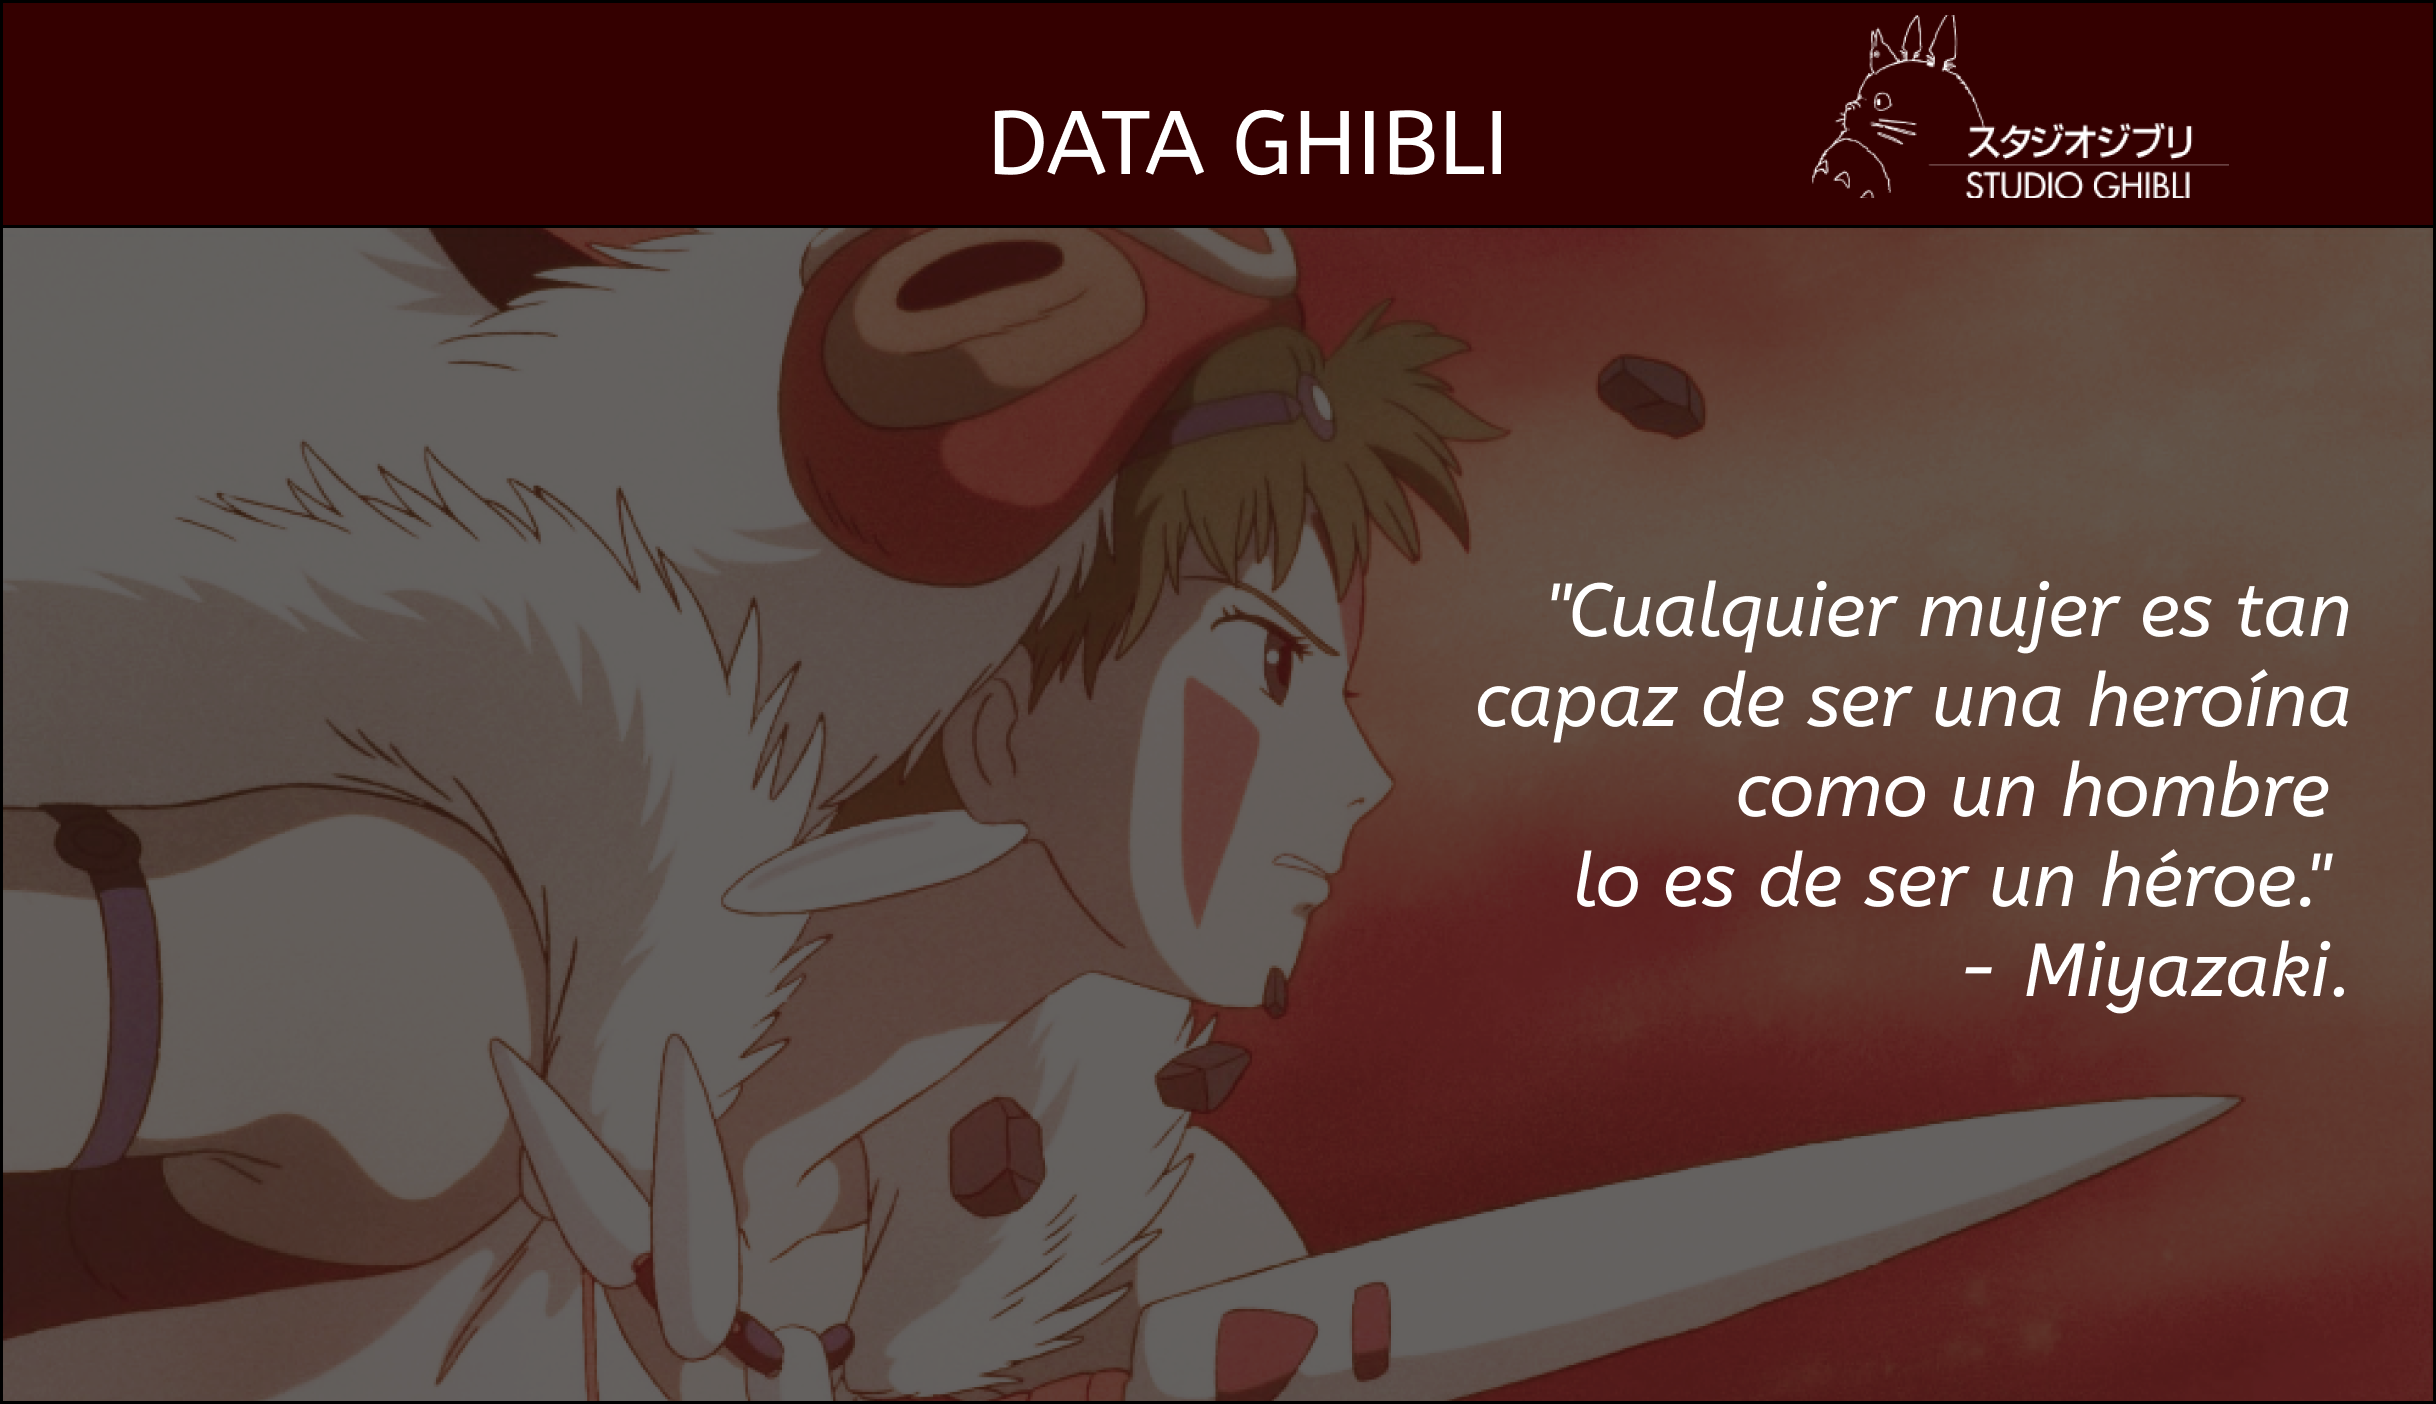 DATA GHIBLI
スタジオジブリ
STUDIO GHIBLI
"Cualquier mujer es tan
capaz de ser una heroína
como un hombre
lo es de ser un héroe."
- Miyazaki.